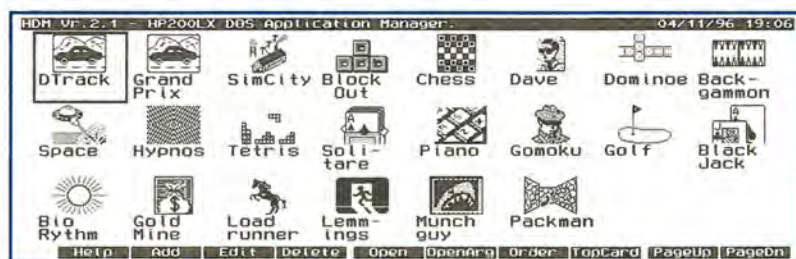 HDM Vr.2.1 - HP200LX DOS Application Manager. 04/11/96 19:06
DTrack Grand Prix SimCity Block Out Chess Dave Dominoe Back-gammon
Space Hypnos Tetris Soli-tare Piano Gomoku Golf Black Jack
Bio Rythm Gold Mine Load runner Lemm-ings Munch guy Packman
Help Add Edit Delete Open OpenArg Order TopCard PageUp PageDn